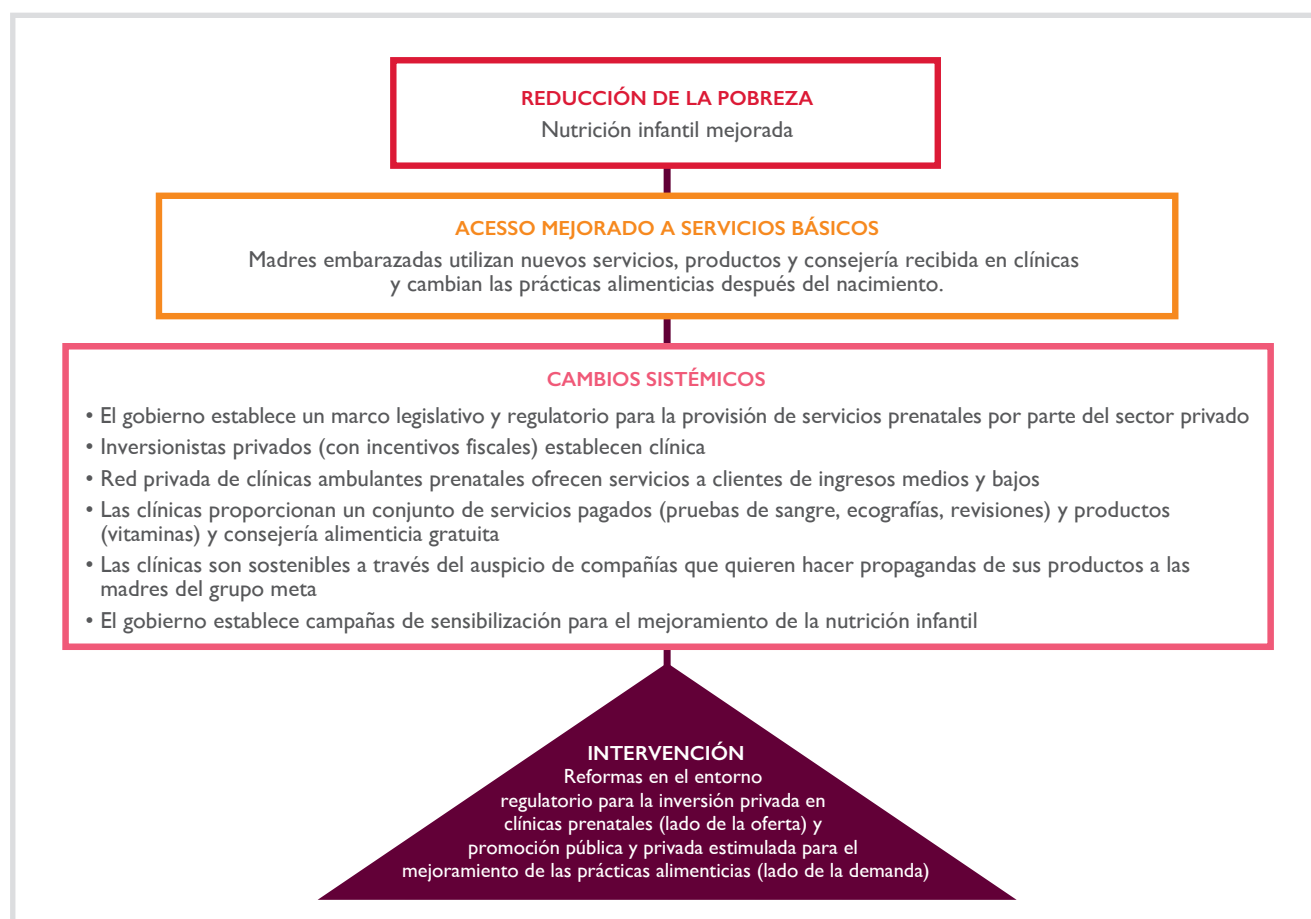 REDUCCIÓN DE LA POBREZA
Nutrición infantil mejorada
ACESSO MEJORADO A SERVICIOS BÁSICOS
Madres embarazadas utilizan nuevos servicios, productos y consejería recibida en clínicas
y cambian las prácticas alimenticias después del nacimiento.
CAMBIOS SISTÉMICOS
• El gobierno establece un marco legislativo y regulatorio para la provisión de servicios prenatales por parte del sector privado
• Inversionistas privados (con incentivos fiscales) establecen clínica
• Red privada de clínicas ambulantes prenatales ofrecen servicios a clientes de ingresos medios y bajos
• Las clínicas proporcionan un conjunto de servicios pagados (pruebas de sangre, ecografías, revisiones) y productos
(vitaminas) y consejería alimenticia gratuita
• Las clínicas son sostenibles a través del auspicio de compañías que quieren hacer propagandas de sus productos a las
madres del grupo meta
• El gobierno establece campañas de sensibilización para el mejoramiento de la nutrición infantil
INTERVENCIÓN
Reformas en el entorno
regulatorio para la inversión privada en
clínicas prenatales (lado de la oferta) y
promoción pública y privada estimulada para el
mejoramiento de las prácticas alimenticias (lado de la demanda)